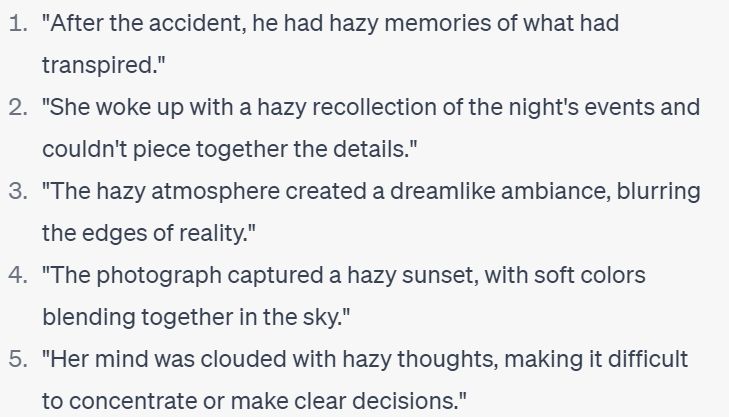 1. "After the accident, he had hazy memories of what had
transpired."
2. "She woke up with a hazy recollection of the night's events and
couldn't piece together the details."
3. "The hazy atmosphere created a dreamlike ambiance, blurring
the edges of reality."
4. "The photograph captured a hazy sunset, with soft colors
blending together in the sky."
5. "Her mind was clouded with hazy thoughts, making it difficult
to concentrate or make clear decisions."